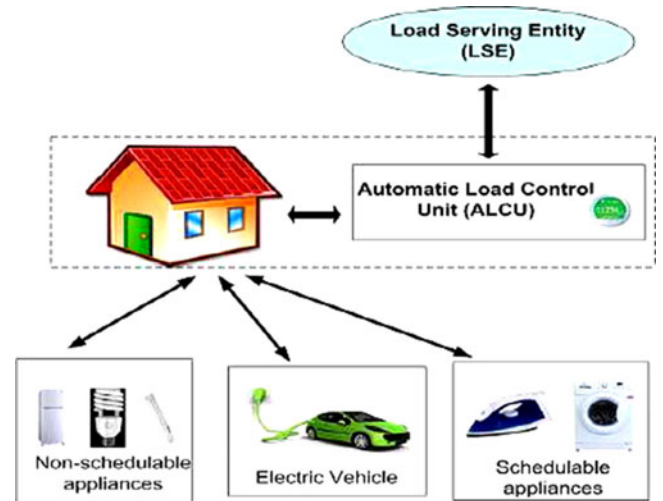 Load Serving Entity
(LSE)
Automatic Load Control
Unit (ALCU)
Non-schedulable
appliances
Electric Vehicle
Schedulable
appliances